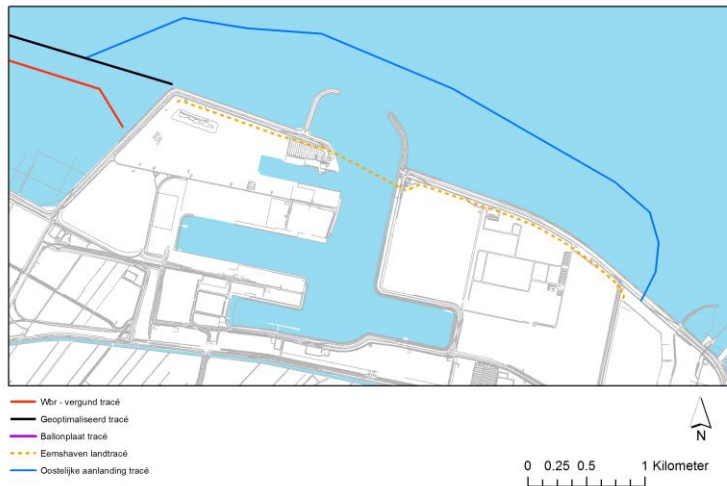 Wbr - vergund tracé
Geoptimaliseerd tracé
Ballonplaat tracé
Eemshaven landtracé
Oostelijke aanlanding tracé
N
0 0.25 0.5 1 Kilometer